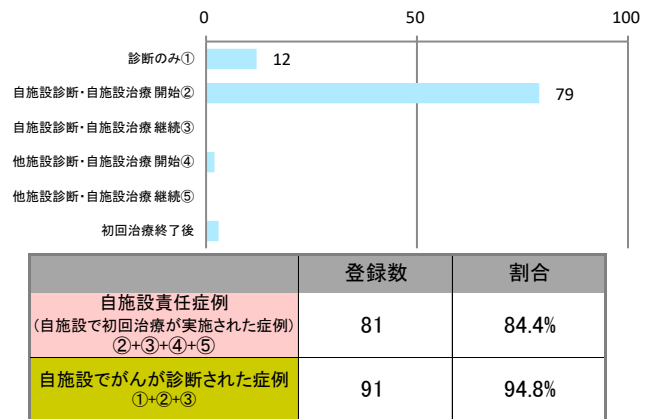 0 50 100
診断のみ① 12
自施設診断・自施設治療 開始② 79
自施設診断・自施設治療 継続③
他施設診断・自施設治療 開始④
他施設診断・自施設治療 継続⑤
初回治療終了後
登録数 割合
自施設責任症例
(自施設で初回治療が実施された症例)
②+③+④+⑤
81 84.4%
自施設でがんが診断された症例
①+②+③
91 94.8%